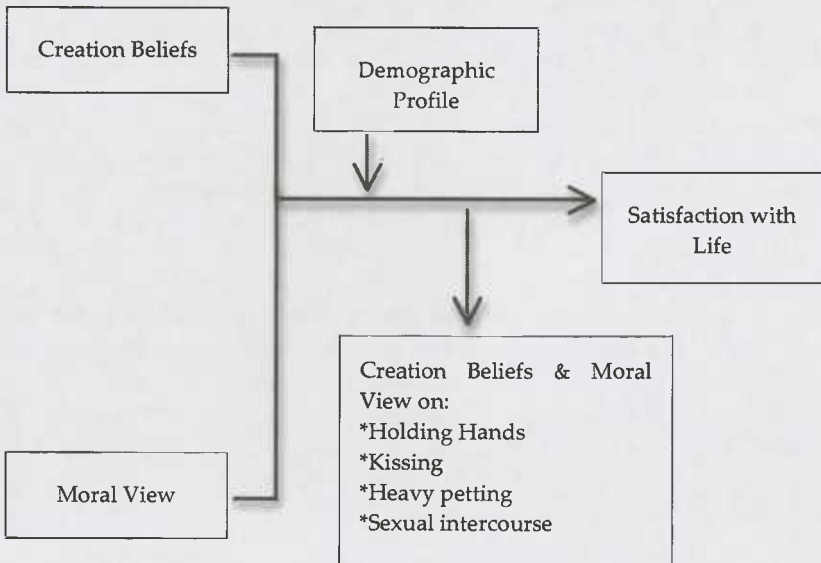 Creation Beliefs
Demographic
Profile
Satisfaction with
Life
Creation Beliefs & Moral
View on:
*Holding Hands
*Kissing
*Heavy petting
*Sexual intercourse
Moral View